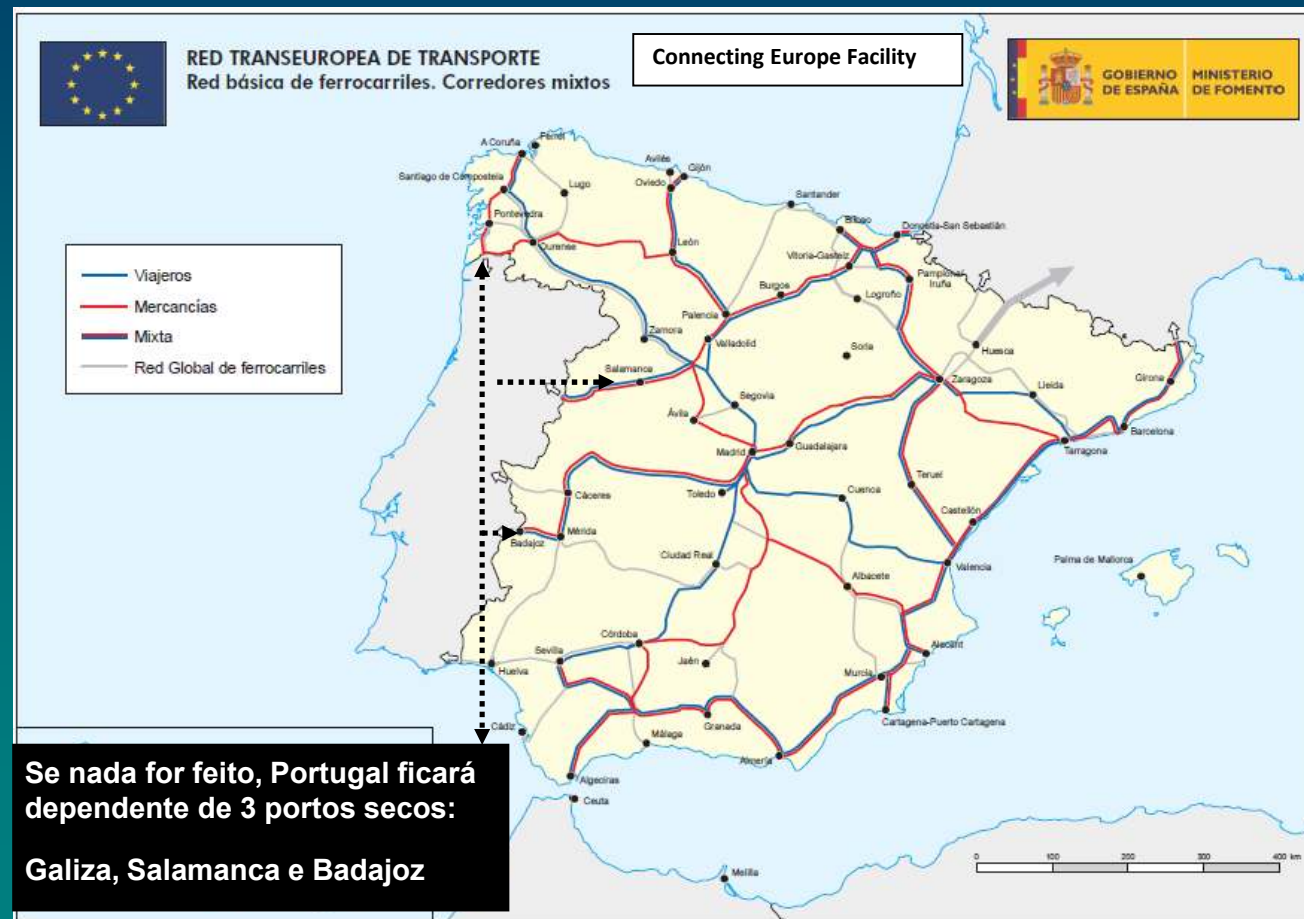 RED TRANSEUROPEA DE TRANSPORTE
Red básica de ferrocarriles. Corredores mixtos
Connecting Europe Facility
GOBIERNO DE ESPAÑA
MINISTERIO DE FOMENTO
Viajeros
Mercancías
Mixta
Red Global de ferrocarriles
A Coruña
Ferrol
Avilés
Gijón
Santiago de Compostela
Lugo
Oviedo
Santander
Bilbao
Donostia-San Sebastián
Pontevedra
Ourense
León
Vitoria-Gasteiz
Pamplona/
Iruña
Burgos
Logroño
Palencia
Huesca
Zamora
Valladolid
Soria
Girona
Salamanca
Zaragoza
Lleida
Segovia
Ávila
Barcelona
Madrid
Guadalajara
Tarragona
Toledo
Cuenca
Teruel
Cáceres
Castellón
Badajoz
Mérida
Ciudad Real
Valencia
Palma de Mallorca
Albacete
Córdoba
Alacant
Sevilla
Jaén
Murcia
Huelva
Cartagena-Puerto Cartagena
Granada
Cádiz
Málaga
Almería
Algeciras
Ceuta
Melilla
0 100 200 300 400 km
Se nada for feito, Portugal ficará
dependente de 3 portos secos:
Galiza, Salamanca e Badajoz